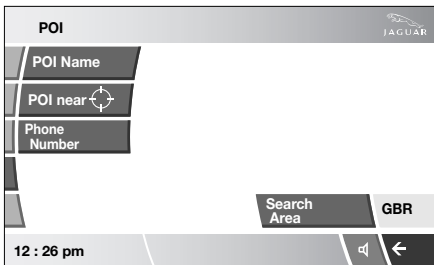 POI
JAGUAR
POI Name
POI near
Phone
Number
Search
Area
GBR
12 : 26 pm